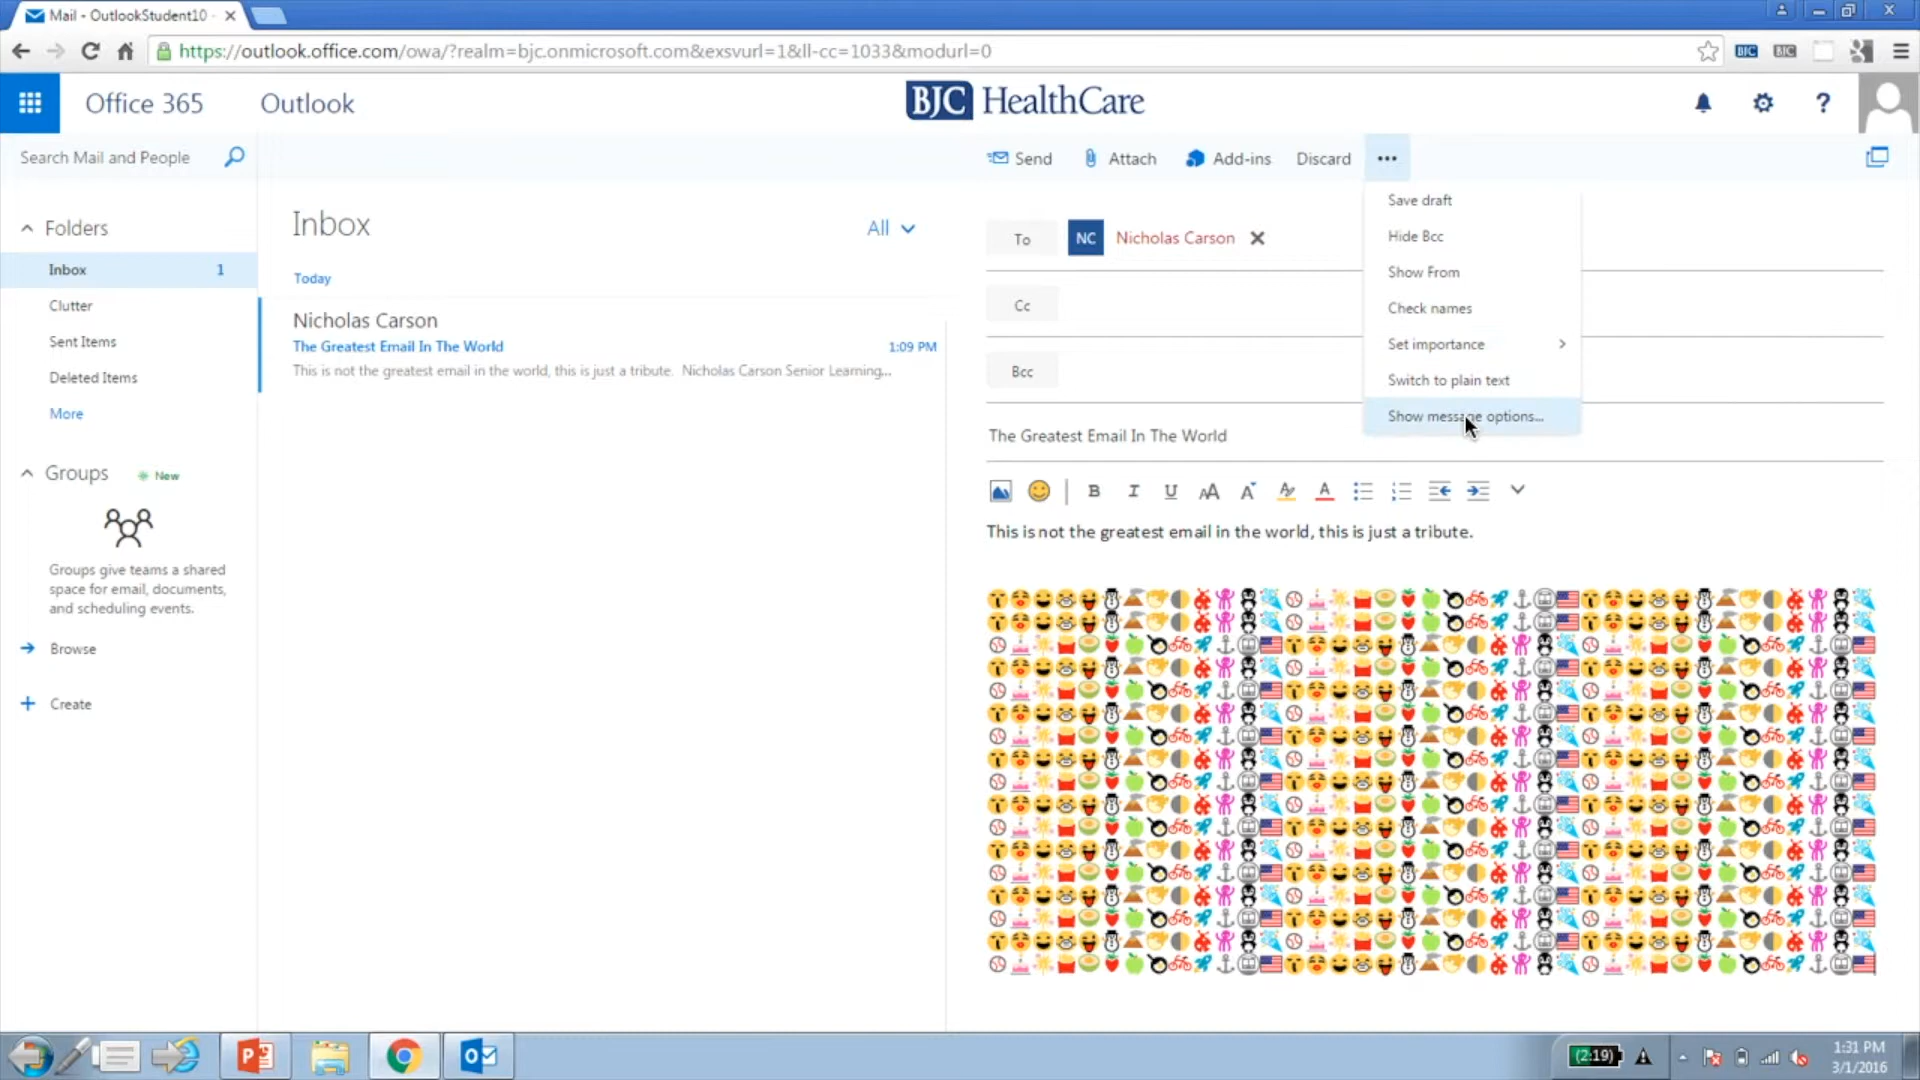 Mail - OutlookStudent10 -
https://outlook.office.com/owa/?realm=bjc.onmicrosoft.com&exsvurl=1&ll-cc=1033&modurl=0
BJC
BJC
Office 365
Outlook
BJC HealthCare
?
Search Mail and People
Send
Attach
Add-ins
Discard
Folders
Inbox 1
Clutter
Sent Items
Deleted Items
More
Groups
New
Groups give teams a shared
space for email, documents,
and scheduling events.
Browse
Create
Inbox
All
Today
Nicholas Carson
The Greatest Email In The World
1:09 PM
This is not the greatest email in the world, this is just a tribute. Nicholas Carson Senior Learning...
To
NC
Nicholas Carson
Cc
Bcc
Save draft
Hide Bcc
Show From
Check names
Set importance
Switch to plain text
Show message options...
The Greatest Email In The World
B I U AA A A
This is not the greatest email in the world, this is just a tribute.
(2:19)
1:31 PM
3/1/2016